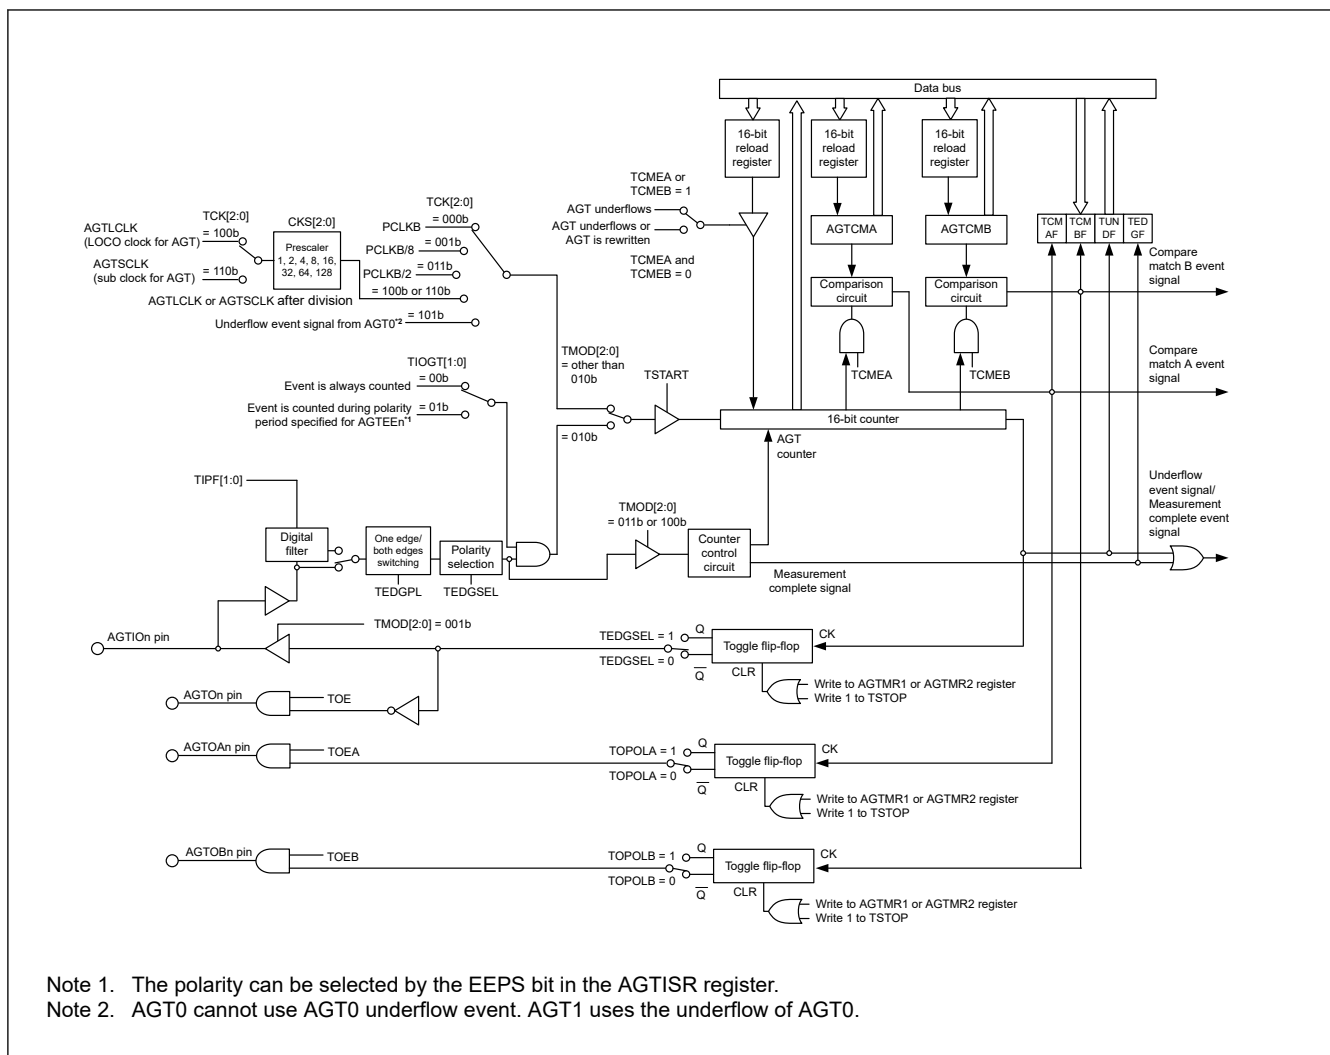 Data bus
16-bit
reload
register
16-bit
reload
register
16-bit
reload
register
TCMEA or
TCMEB = 1
AGT underflows
AGT underflows or
AGT is rewritten
TCMEA and
TCMEB = 0
AGTCMA
AGTCMB
TCM
AF
TCM
BF
TUN
DF
TED
GF
Comparison
circuit
Comparison
circuit
TCMEA
TCMEB
Compare
match B event
signal
Compare
match A event
signal
TCK[2:0]
AGTLCLK
(LOCO clock for AGT)
= 100b
AGTSCLK
(sub clock for AGT)
= 110b
CKS[2:0]
Prescaler
1, 2, 4, 8, 16,
32, 64, 128
TCK[2:0]
PCLKB
= 000b
PCLKB/8
= 001b
PCLKB/2
= 011b
AGTLCLK or AGTSCLK after division
= 100b or 110b
Underflow event signal from AGT0*2
= 101b
TIOGT[1:0]
Event is always counted
= 00b
Event is counted during polarity
period specified for AGTEEn*1
= 01b
TMOD[2:0]
= other than
010b
= 010b
TSTART
16-bit counter
AGT
counter
TIPF[1:0]
Digital
filter
One edge/
both edges
switching
TEDGPL
Polarity
selection
TEDGSEL
TMOD[2:0]
= 011b or 100b
Counter
control
circuit
Measurement
complete signal
Underflow
event signal/
Measurement
complete event
signal
AGTIOn pin
TMOD[2:0] = 001b
TEDGSEL = 1
TEDGSEL = 0
Q
Q
Toggle flip-flop
CK
CLR
Write to AGTMR1 or AGTMR2 register
Write 1 to TSTOP
AGTOn pin
TOE
AGTOAn pin
TOEA
TOPOLA = 1
TOPOLA = 0
Q
Q
Toggle flip-flop
CK
CLR
Write to AGTMR1 or AGTMR2 register
Write 1 to TSTOP
AGTOBn pin
TOEB
TOPOLB = 1
TOPOLB = 0
Q
Q
Toggle flip-flop
CK
CLR
Write to AGTMR1 or AGTMR2 register
Write 1 to TSTOP
Note 1. The polarity can be selected by the EEPS bit in the AGTISR register.
Note 2. AGT0 cannot use AGT0 underflow event. AGT1 uses the underflow of AGT0.